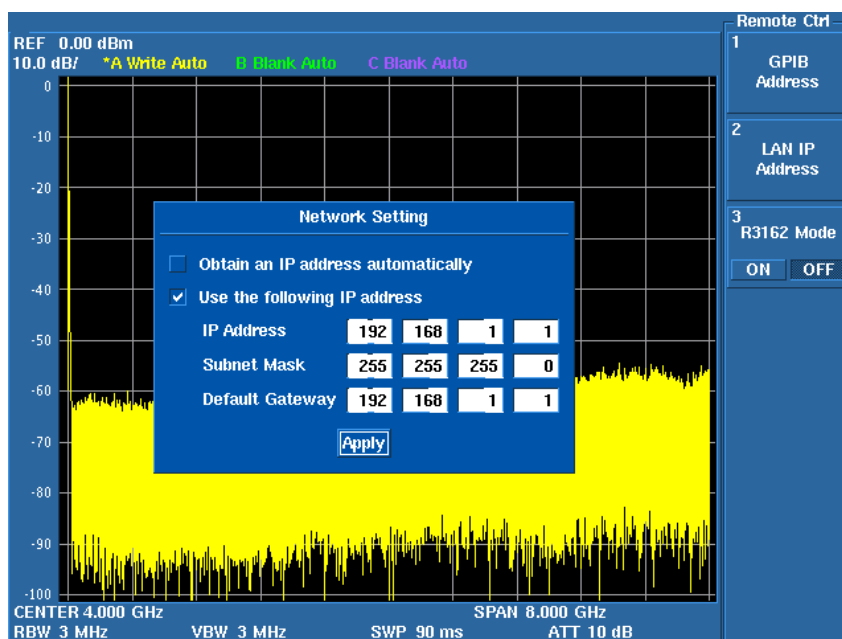 REF 0.00 dBm
10.0 dB/ *A Write Auto B Blank Auto C Blank Auto
0
-10
-20
-30
-40
-50
-60
-70
-80
-90
-100
Network Setting
Obtain an IP address automatically
Use the following IP address
IP Address 192 168 1 1
Subnet Mask 255 255 255 0
Default Gateway 192 168 1 1
Apply
CENTER 4.000 GHz SPAN 8.000 GHz
RBW 3 MHz VBW 3 MHz SWP 90 ms ATT 10 dB
Remote Ctrl
1
GPIB
Address
2
LAN IP
Address
3
R3162 Mode
ON OFF